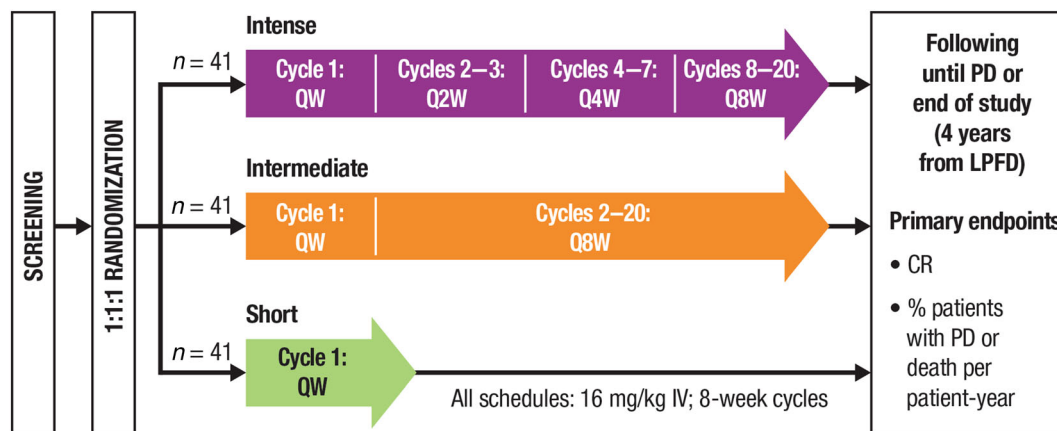 SCREENING
1:1:1 RANDOMIZATION
Intense
n = 41
Cycle 1:
QW
Cycles 2–3:
Q2W
Cycles 4–7:
Q4W
Cycles 8–20:
Q8W
Intermediate
n = 41
Cycle 1:
QW
Cycles 2–20:
Q8W
Short
n = 41
Cycle 1:
QW
All schedules: 16 mg/kg IV; 8-week cycles
Following
until PD or
end of study
(4 years
from LPFD)
Primary endpoints
• CR
• % patients
with PD or
death per
patient-year